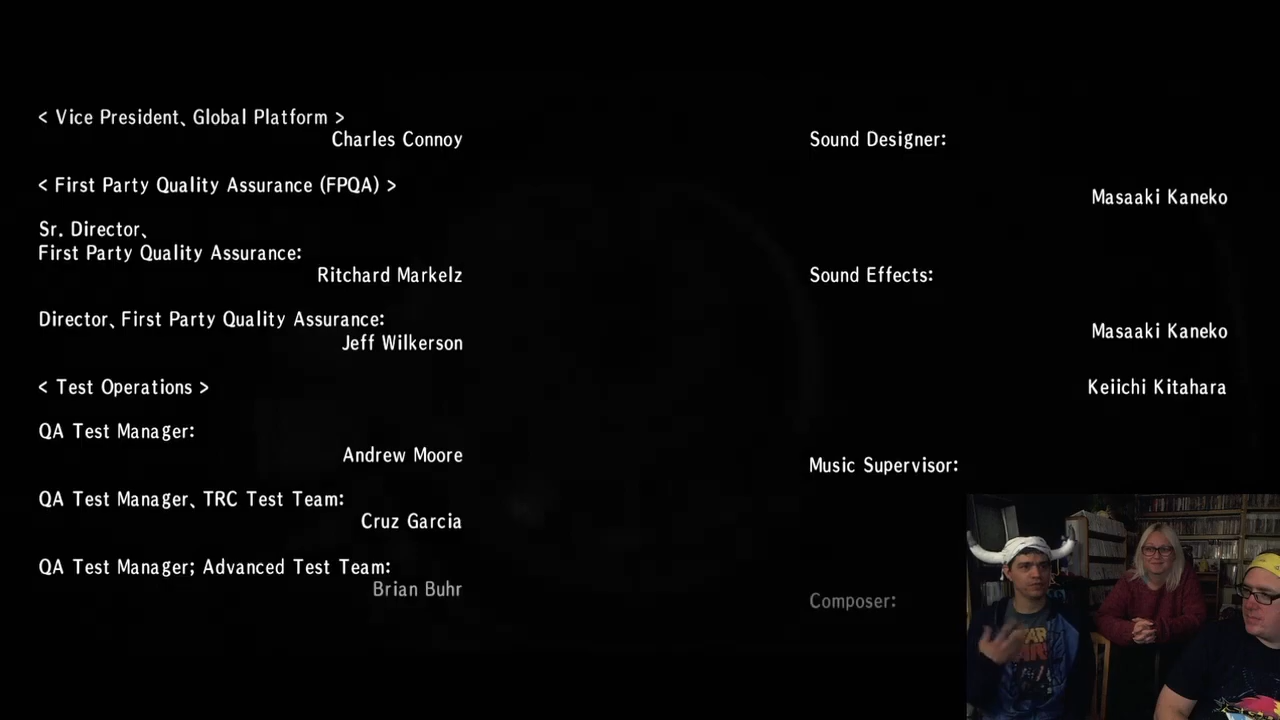 < Vice President、Global Platform >
Charles Connoy
< First Party Quality Assurance (FPQA) >
Sr. Director、
First Party Quality Assurance:
Ritchard Markelz
Director、First Party Quality Assurance:
Jeff Wilkerson
< Test Operations >
QA Test Manager:
Andrew Moore
QA Test Manager、TRC Test Team:
Cruz Garcia
QA Test Manager; Advanced Test Team:
Brian Buhr
Sound Designer:
Masaaki Kaneko
Sound Effects:
Masaaki Kaneko
Keiichi Kitahara
Music Supervisor:
Composer: